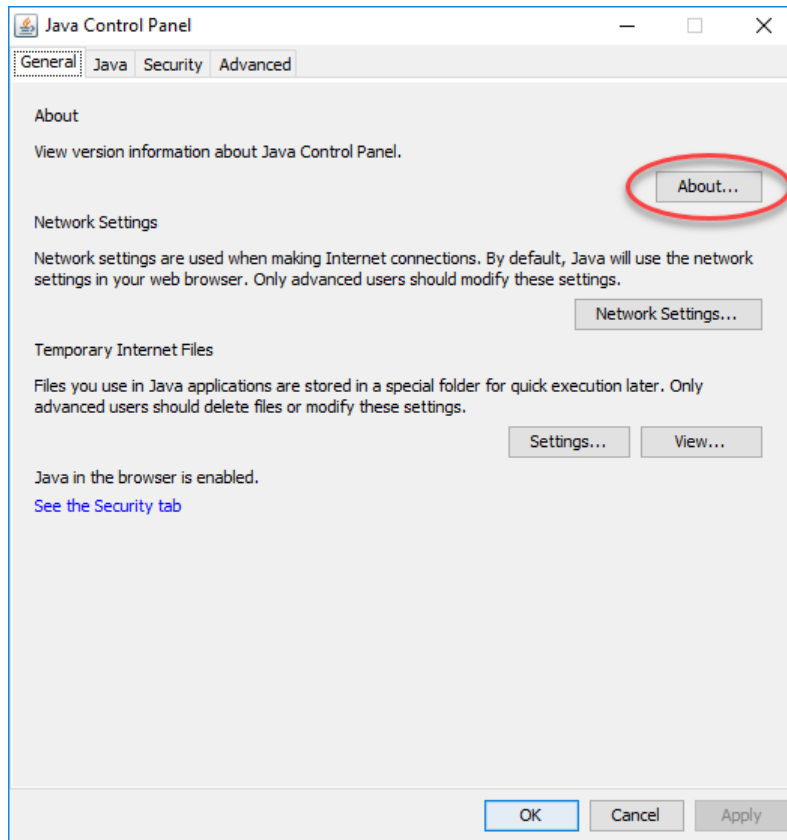 Java Control Panel
General Java Security Advanced
About
View version information about Java Control Panel.
About...
Network Settings
Network settings are used when making Internet connections. By default, Java will use the network
settings in your web browser. Only advanced users should modify these settings.
Network Settings...
Temporary Internet Files
Files you use in Java applications are stored in a special folder for quick execution later. Only
advanced users should delete files or modify these settings.
Settings... View...
Java in the browser is enabled.
See the Security tab
OK Cancel Apply